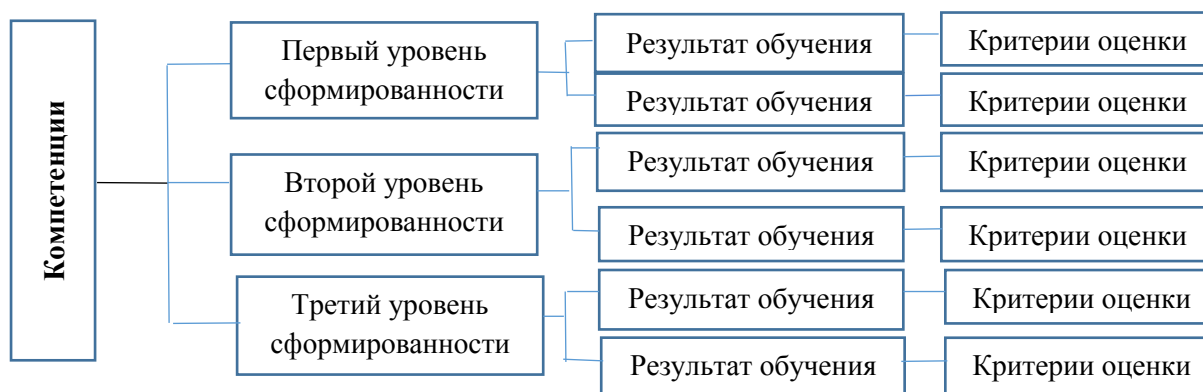 Компетенции
Первый уровень
сформированности
Результат обучения
Критерии оценки
Результат обучения
Критерии оценки
Второй уровень
сформированности
Результат обучения
Критерии оценки
Результат обучения
Критерии оценки
Третий уровень
сформированности
Результат обучения
Критерии оценки
Результат обучения
Критерии оценки